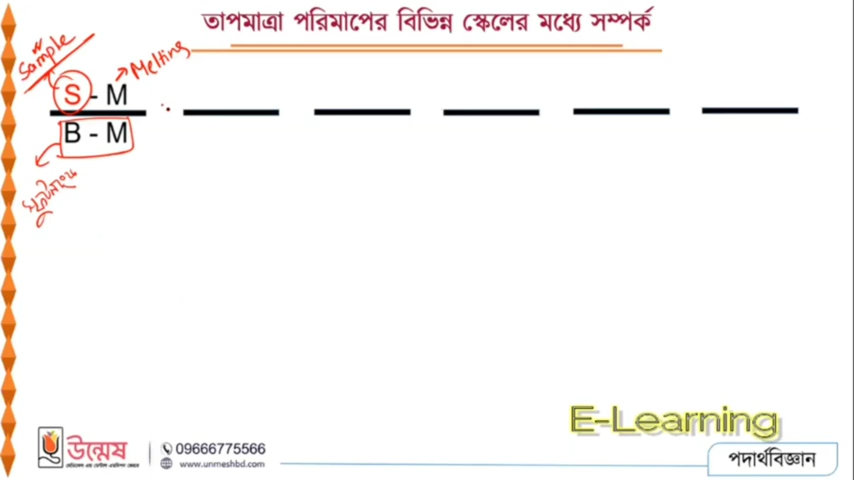 তাপমাত্রা পরিমাপের বিভিন্ন স্কেলের মধ্যে সম্পর্ক
Sample
Melting
S - M
B - M
E-Learning
উন্মেষ
09666775566
www.unmeshbd.com
পদার্থবিজ্ঞান